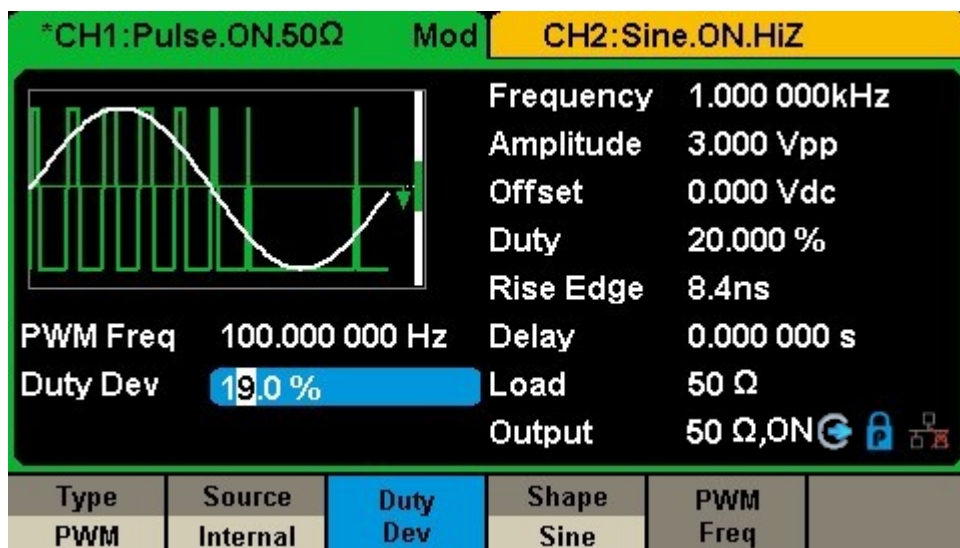 *CH1:Pulse.ON.50Ω Mod CH2:Sine.ON.HiZ
Frequency 1.000 000kHz
Amplitude 3.000 Vpp
Offset 0.000 Vdc
Duty 20.000 %
Rise Edge 8.4ns
PWM Freq 100.000 000 Hz Delay 0.000 000 s
Duty Dev 19.0 % Load 50 Ω
Output 50 Ω,ON P
Type Source Duty Dev Shape PWM Freq
PWM Internal Sine